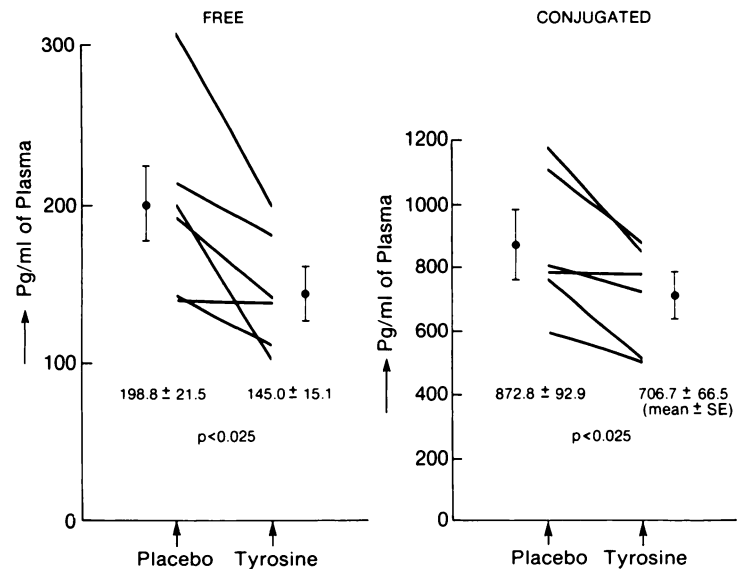 FREE
300
200
100
0
Pg/ml of Plasma
198.8 ± 21.5
145.0 ± 15.1
p<0.025
Placebo
Tyrosine
CONJUGATED
1200
1000
800
600
400
200
0
Pg/ml of Plasma
872.8 ± 92.9
706.7 ± 66.5
(mean ± SE)
p<0.025
Placebo
Tyrosine